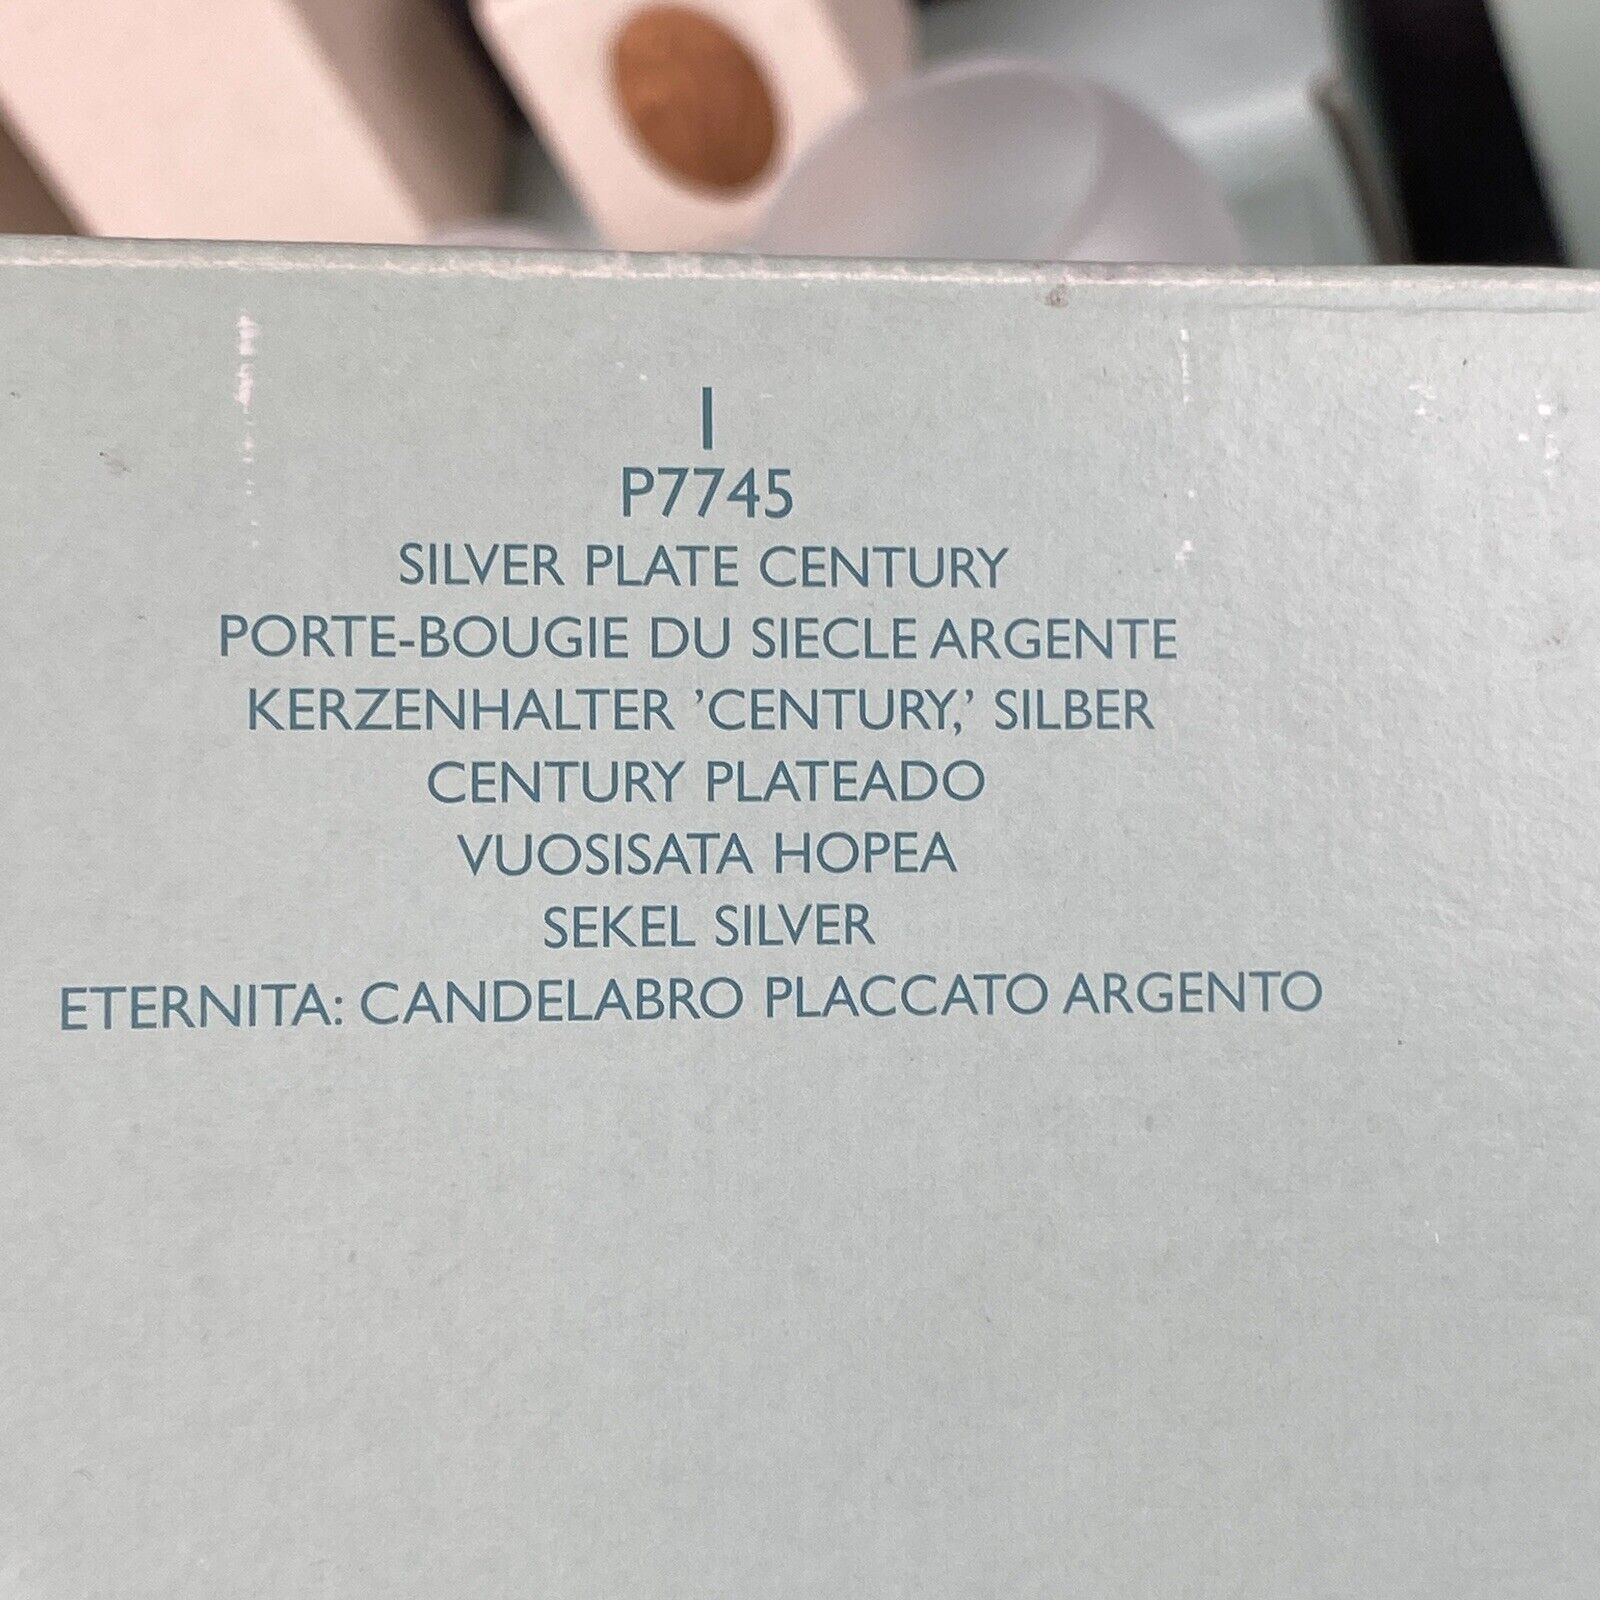 1
P7745
SILVER PLATE CENTURY
PORTE-BOUGIE DU SIECLE ARGENTE
KERZENHALTER 'CENTURY,' SILBER
CENTURY PLATEADO
VUOSISATA HOPEA
SEKEL SILVER
ETERNITA: CANDELABRO PLACCATO ARGENTO